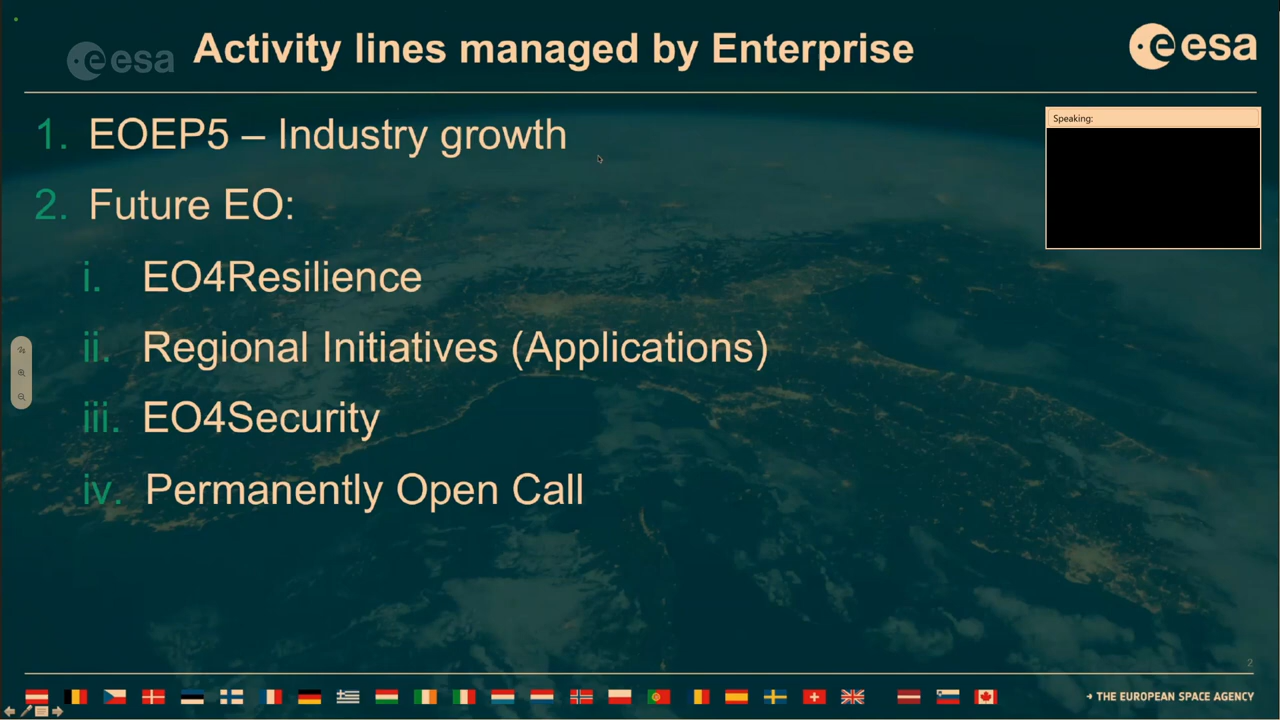 esa
Activity lines managed by Enterprise
esa
1. EOEP5 – Industry growth
Speaking:
2. Future EO:
i. EO4Resilience
ii. Regional Initiatives (Applications)
iii. EO4Security
iv. Permanently Open Call
2
→ THE EUROPEAN SPACE AGENCY